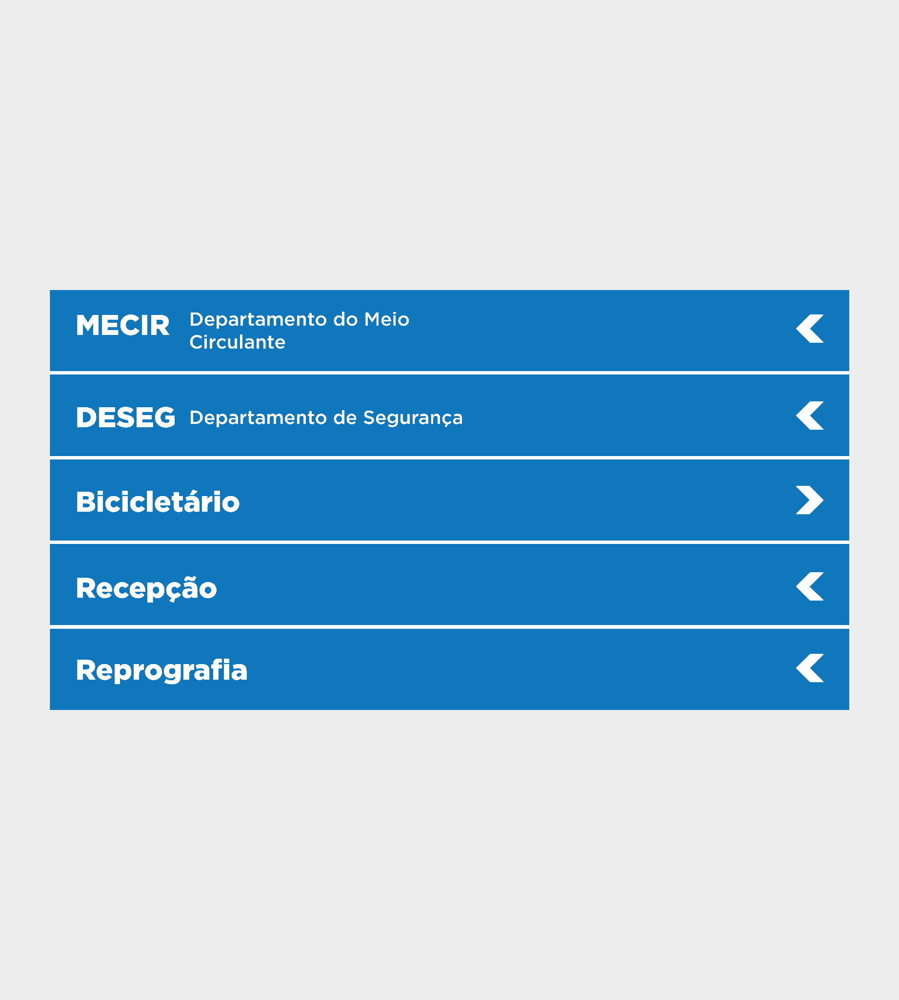 MECIR Departamento do Meio
Circulante
DESEG Departamento de Segurança
Bicicletário
Recepção
Reprografia